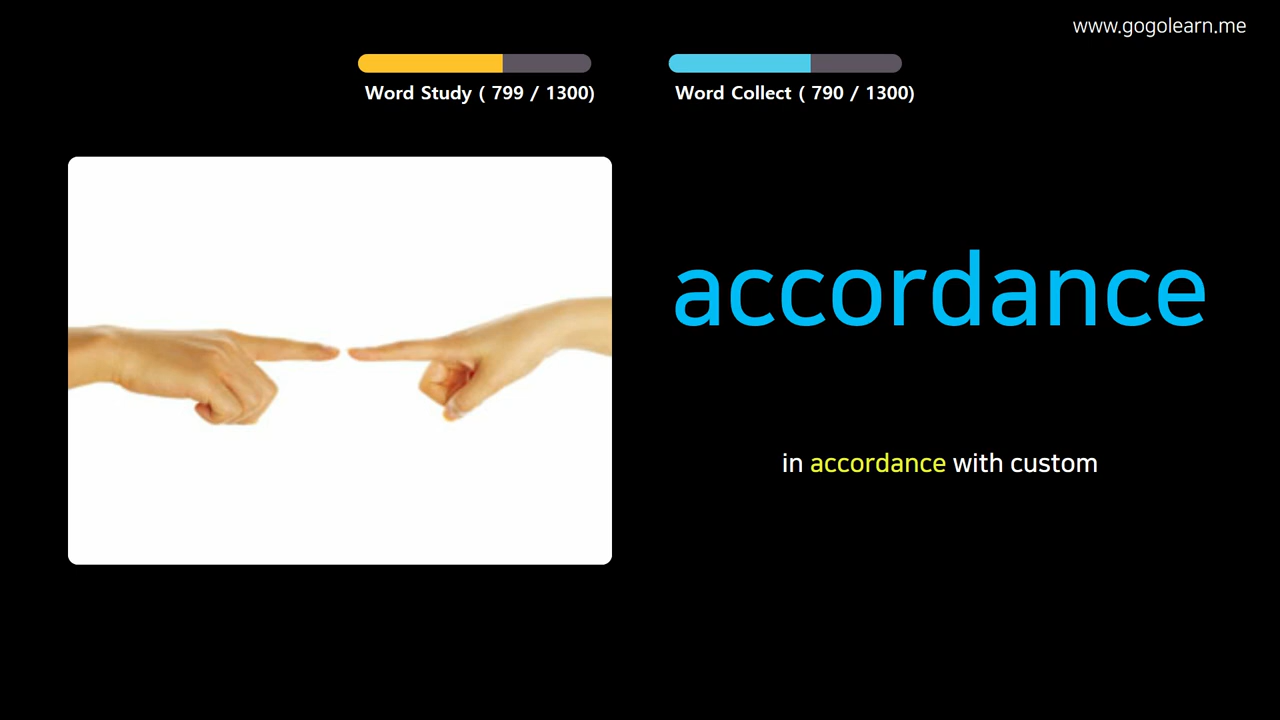 www.gogolearn.me
Word Study ( 799 / 1300)
Word Collect ( 790 / 1300)
accordance
in accordance with custom